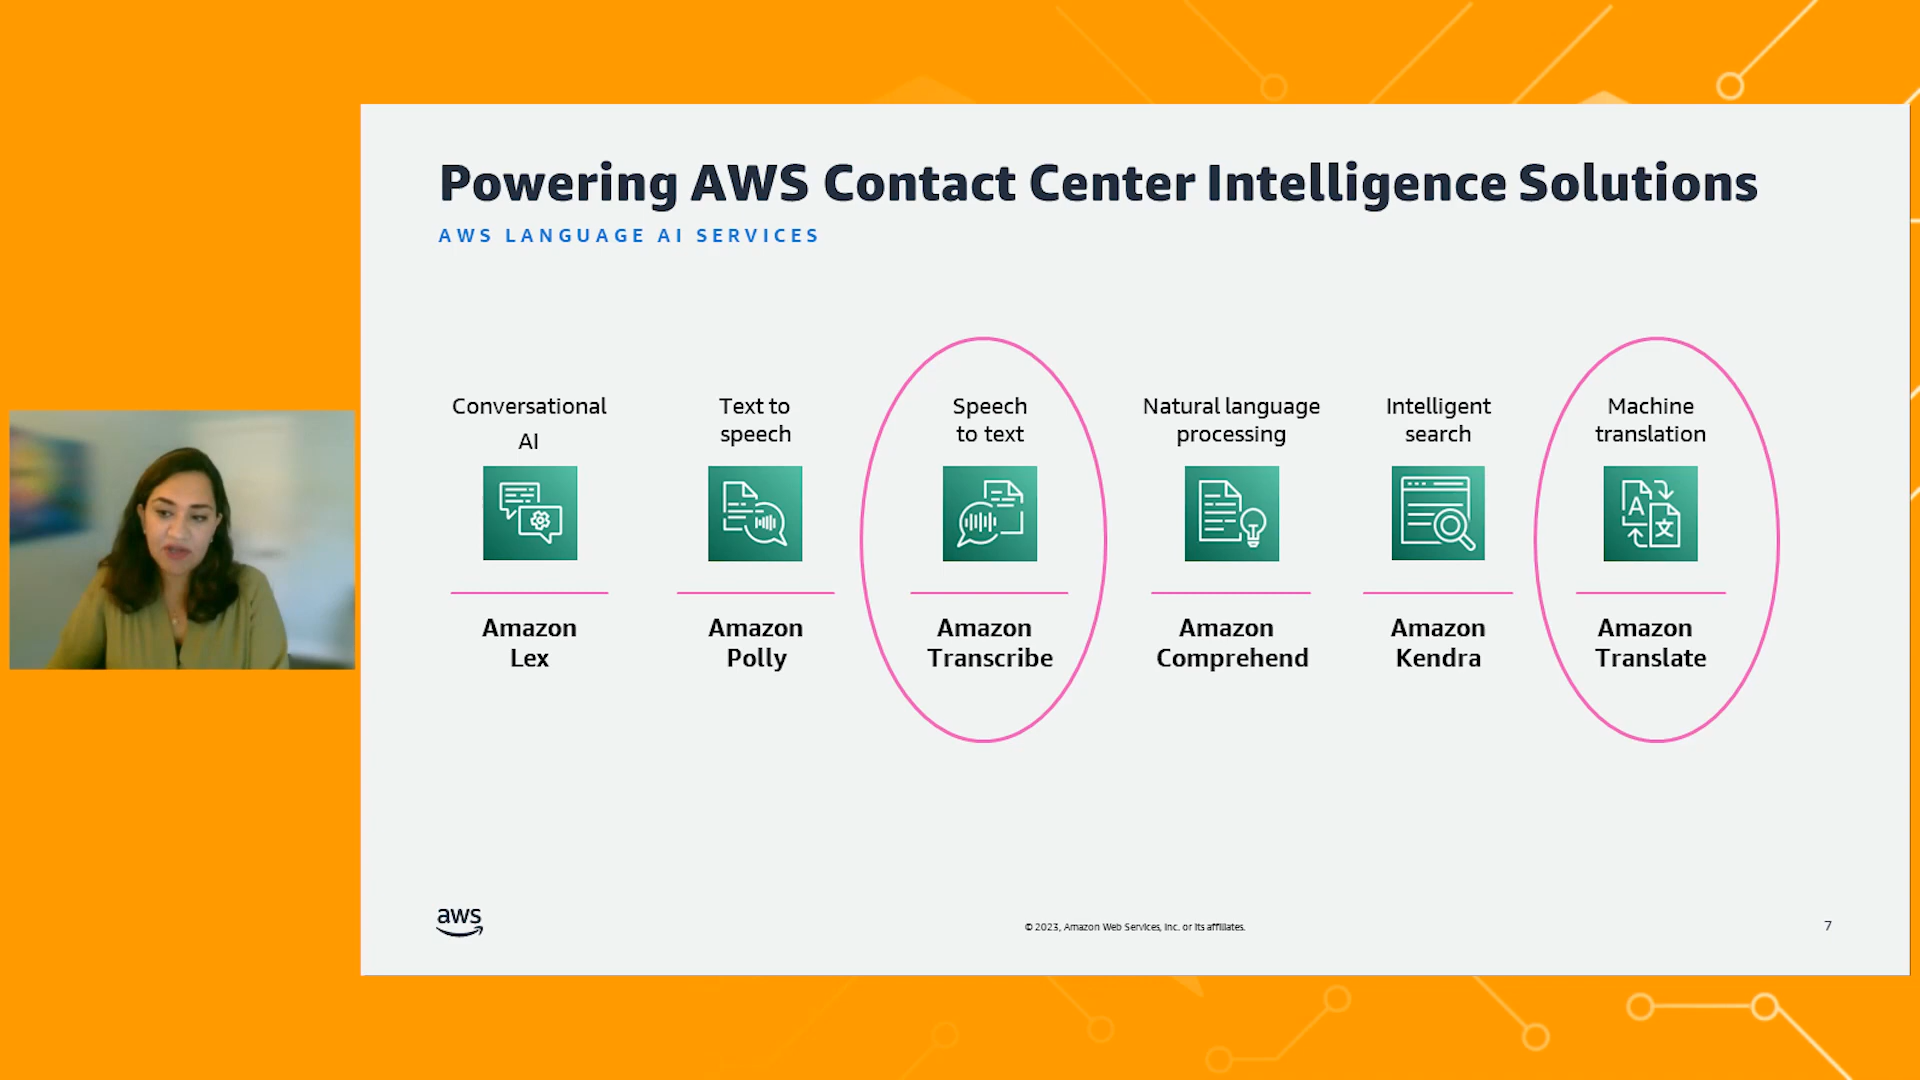 Powering AWS Contact Center Intelligence Solutions
AWS LANGUAGE AI SERVICES
Conversational
AI
Amazon
Lex
Text to
speech
Amazon
Polly
Speech
to text
Amazon
Transcribe
Natural language
processing
Amazon
Comprehend
Intelligent
search
Amazon
Kendra
Machine
translation
A
文
Amazon
Translate
aws
© 2023, Amazon Web Services, Inc. or its affiliates.
7